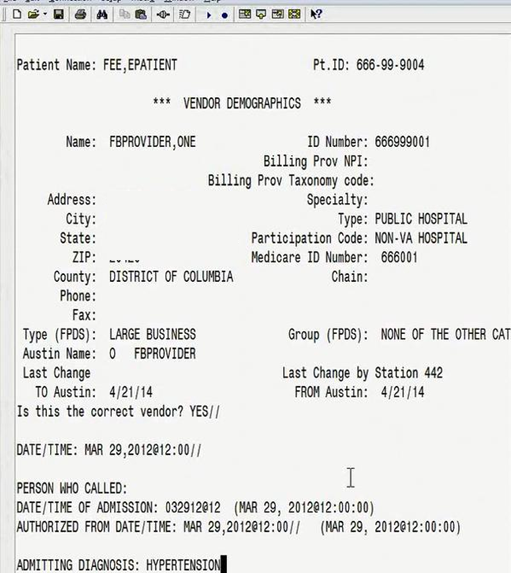 Patient Name: FEE,EPATIENT Pt.ID: 666-99-9004
*** VENDOR DEMOGRAPHICS ***
Name: FBPROVIDER,ONE ID Number: 666999001
Billing Prov NPI:
Billing Prov Taxonomy code:
Address: Specialty:
City: Type: PUBLIC HOSPITAL
State: Participation Code: NON-VA HOSPITAL
ZIP: Medicare ID Number: 666001
County: DISTRICT OF COLUMBIA Chain:
Phone:
Fax:
Type (FPDS): LARGE BUSINESS Group (FPDS): NONE OF THE OTHER CAT
Austin Name: O FBPROVIDER
Last Change Last Change by Station 442
TO Austin: 4/21/14 FROM Austin: 4/21/14
Is this the correct vendor? YES//
DATE/TIME: MAR 29,2012@12:00//
PERSON WHO CALLED:
DATE/TIME OF ADMISSION: 032912@12 (MAR 29, 2012@12:00:00)
AUTHORIZED FROM DATE/TIME: MAR 29,2012@12:00// (MAR 29, 2012@12:00:00)
ADMITTING DIAGNOSIS: HYPERTENSION